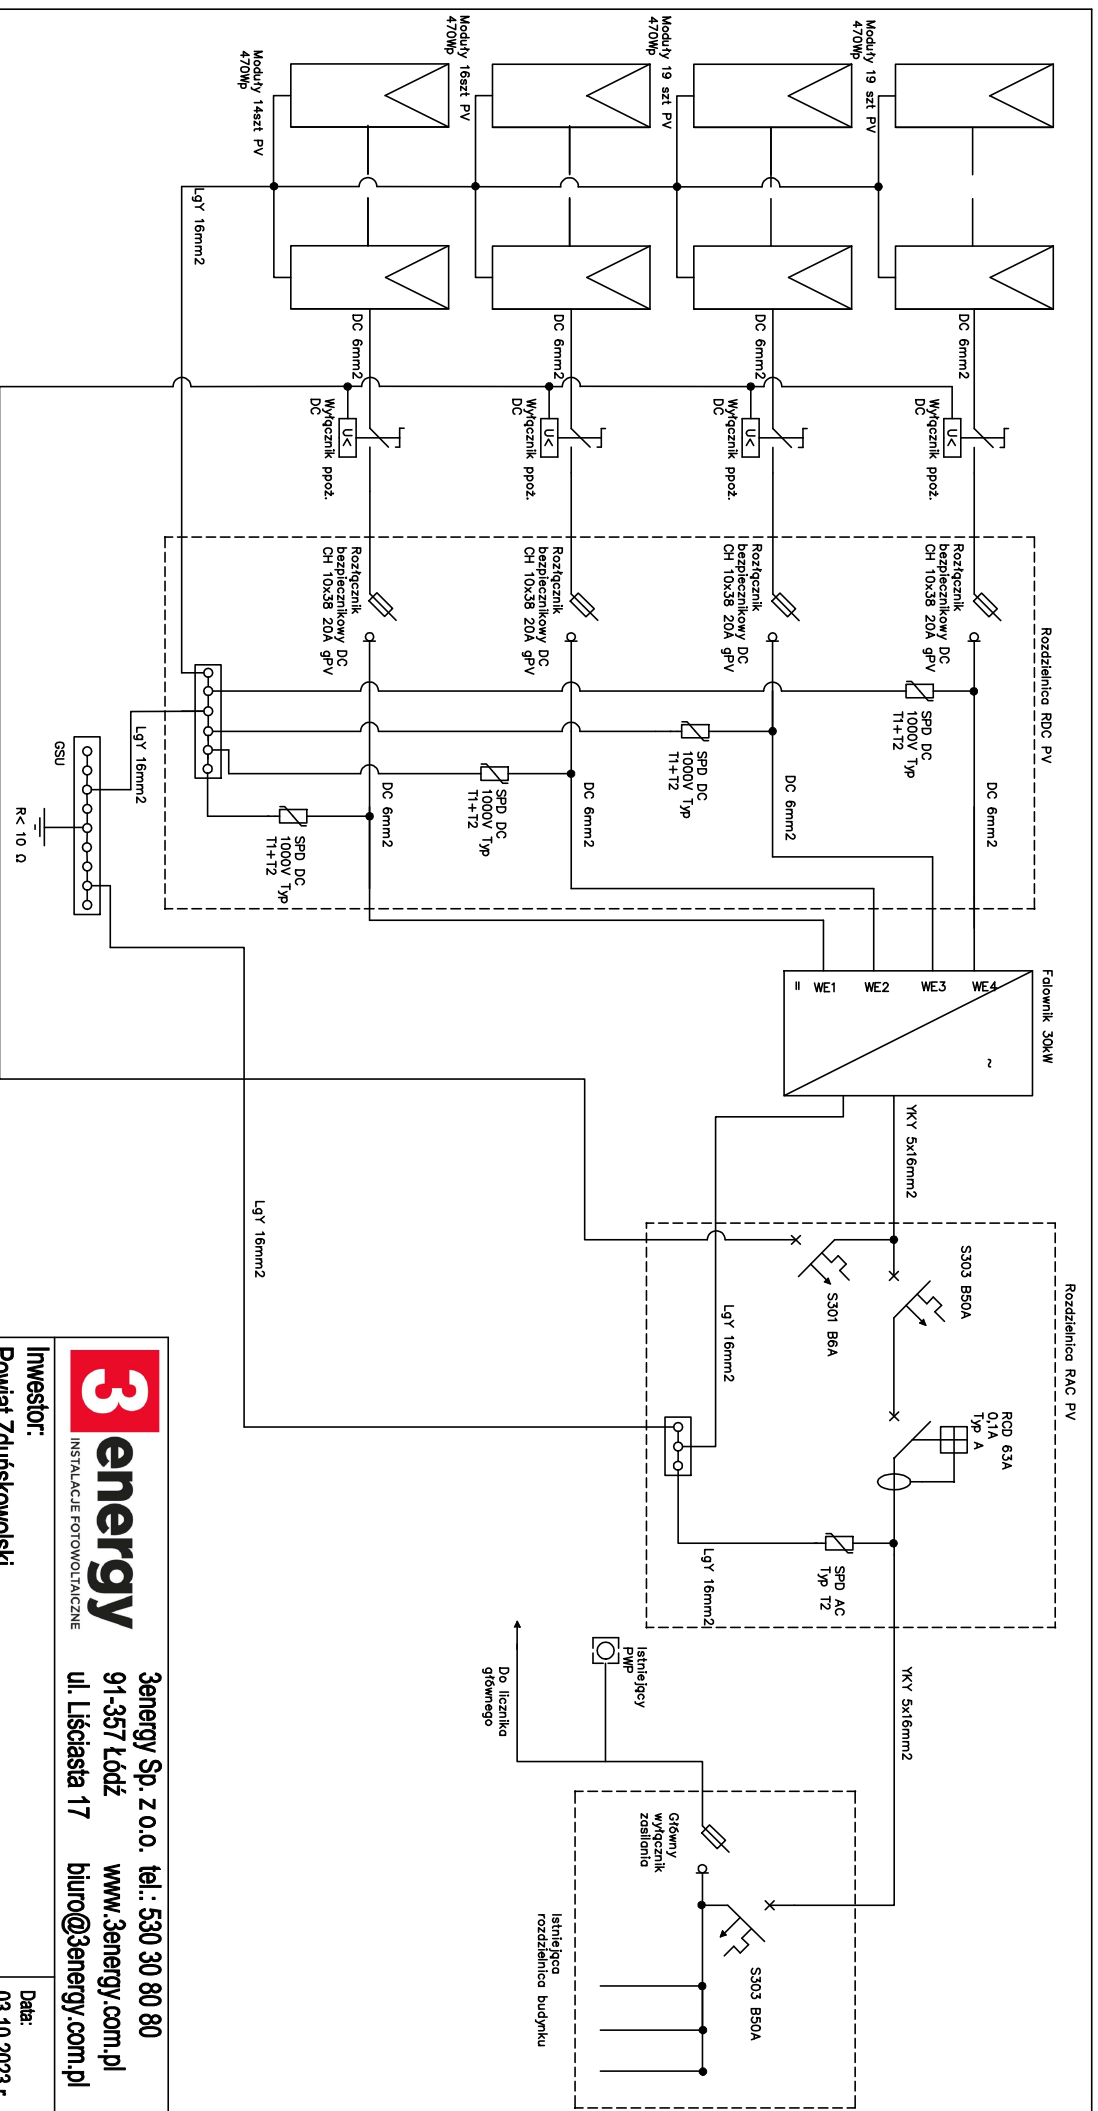 Rozdzielnica RAC PV
Rozdzielnica RDC PV
Falownik 30kW
Moduły 19 szt PV
470Wp
DC 6mm2
Wyłącznik ppoż.
DC
U<
Rozłącznik
bezpiecznikowy DC
CH 10x38 20A gPV
SPD DC
1000V Typ
T1+T2
DC 6mm2
WE4
WE3
WE2
WE1
=
~
YKY 5x16mm2
S303 B50A
S301 B6A
RCD 63A
0,1A
Typ A
SPD AC
Typ T2
LgY 16mm2
LgY 16mm2
YKY 5x16mm2
Moduły 19 szt PV
470Wp
DC 6mm2
Wyłącznik ppoż.
DC
U<
Rozłącznik
bezpiecznikowy DC
CH 10x38 20A gPV
SPD DC
1000V Typ
T1+T2
DC 6mm2
Moduły 16szt PV
470Wp
DC 6mm2
Wyłącznik ppoż.
DC
U<
Rozłącznik
bezpiecznikowy DC
CH 10x38 20A gPV
SPD DC
1000V Typ
T1+T2
DC 6mm2
Moduły 14szt PV
470Wp
DC 6mm2
Wyłącznik ppoż.
DC
U<
Rozłącznik
bezpiecznikowy DC
CH 10x38 20A gPV
SPD DC
1000V Typ
T1+T2
DC 6mm2
Istniejący
PWP
Do licznika
głównego
Główny
wyłącznik
zasilania
S303 B50A
Istniejąca
rozdzielnica budynku
LgY 16mm2
LgY 16mm2
LgY 16mm2
GSU
R< 10 Ω
3 energy
INSTALACJE FOTOWOLTAICZNE
3energy Sp. z o.o. tel.: 530 30 80 80
91-357 Łódź www.3energy.com.pl
ul. Liściasta 17 biuro@3energy.com.pl
Inwestor:
Powiat Zduńskowolski
Data:
03.10.2023 r